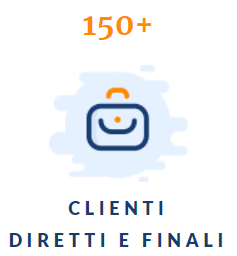 150+
CLIENTI
DIRETTI E FINALI